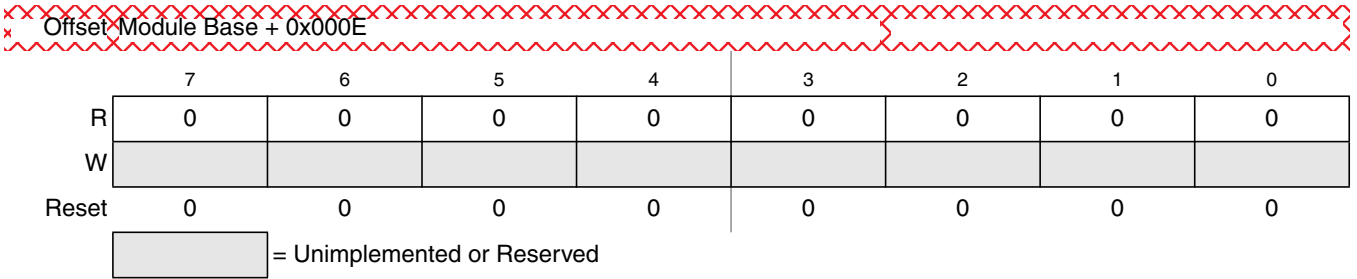 Offset Module Base + 0x000E
7 6 5 4 3 2 1 0
R 0 0 0 0 0 0 0 0
W
Reset 0 0 0 0 0 0 0 0
= Unimplemented or Reserved